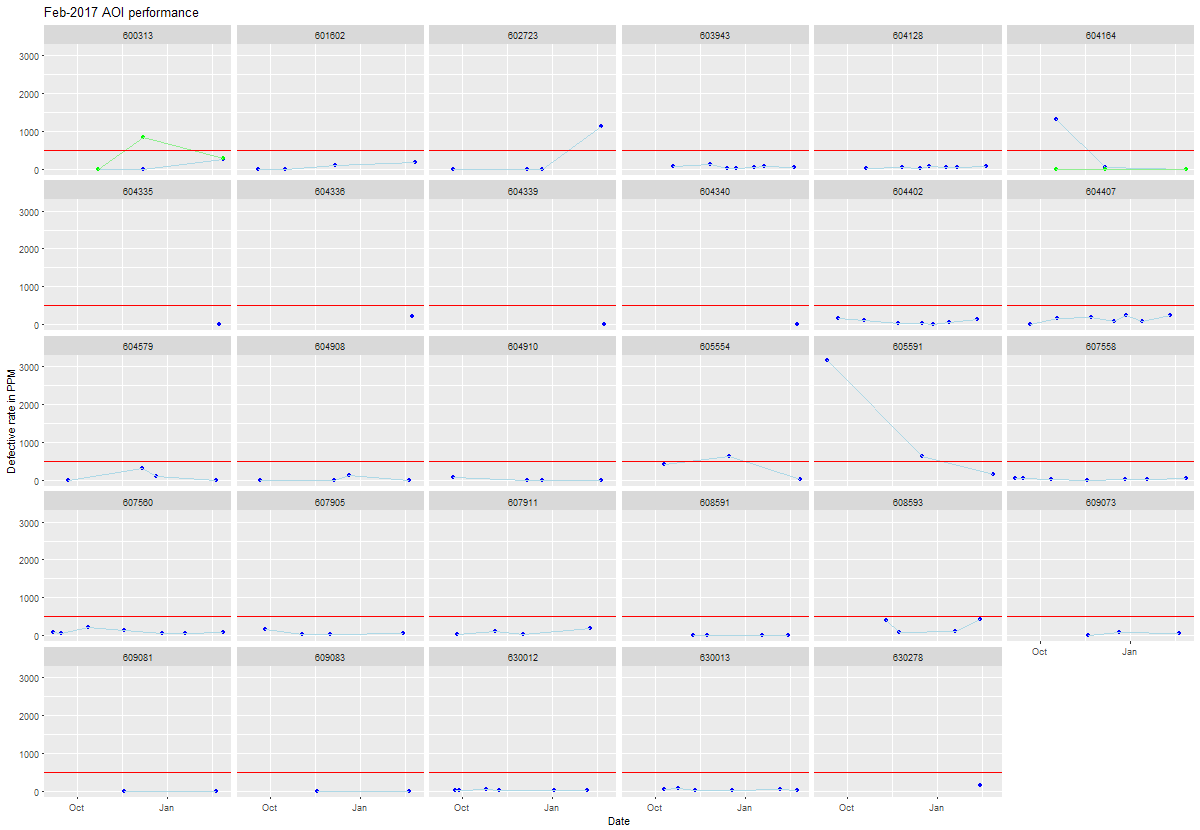 Feb-2017 AOI performance
600313 601602 602723 603943 604128 604164
3000
2000
1000
0
604335 604336 604339 604340 604402 604407
3000
2000
1000
0
604579 604908 604910 605554 605591 607558
3000
2000
1000
0
Defective rate in PPM
607560 607905 607911 608591 608593 609073
3000
2000
1000
0
Oct Jan
609081 609083 630012 630013 630278
3000
2000
1000
0
Oct Jan Oct Jan Oct Jan Oct Jan Oct Jan
Date